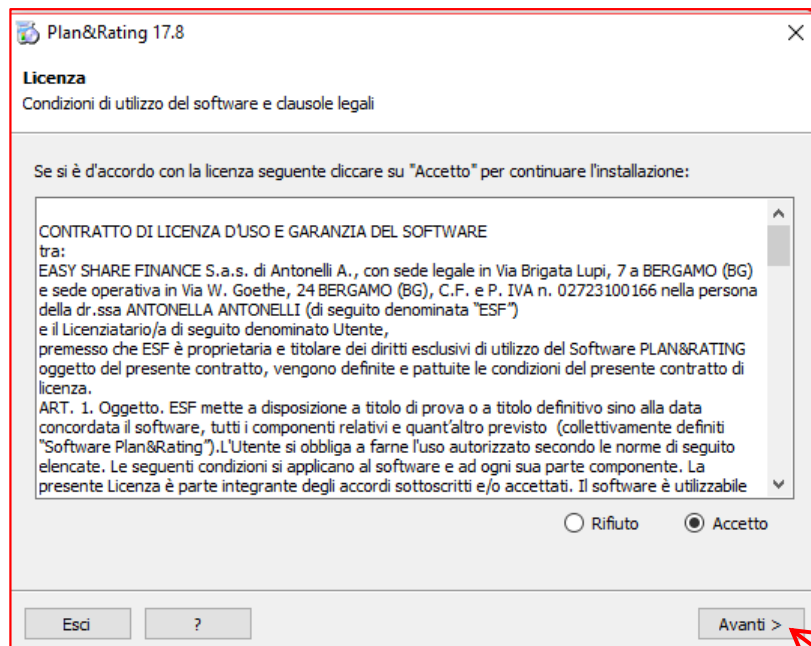 Plan&Rating 17.8
Licenza
Condizioni di utilizzo del software e clausole legali
Se si è d'accordo con la licenza seguente cliccare su "Accetto" per continuare l'installazione:
CONTRATTO DI LICENZA D'USO E GARANZIA DEL SOFTWARE
tra:
EASY SHARE FINANCE S.a.s. di Antonelli A., con sede legale in Via Brigata Lupi, 7 a BERGAMO (BG)
e sede operativa in Via W. Goethe, 24 BERGAMO (BG), C.F. e P. IVA n. 02723100166 nella persona
della dr.ssa ANTONELLA ANTONELLI (di seguito denominata “ESF”)
e il Licenziatario/a di seguito denominato Utente,
premesso che ESF è proprietaria e titolare dei diritti esclusivi di utilizzo del Software PLAN&RATING
oggetto del presente contratto, vengono definite e pattuite le condizioni del presente contratto di
licenza.
ART. 1. Oggetto. ESF mette a disposizione a titolo di prova o a titolo definitivo sino alla data
concordata il software, tutti i componenti relativi e quant’altro previsto  (collettivamente definiti
“Software Plan&Rating”).L'Utente si obbliga a farne l'uso autorizzato secondo le norme di seguito
elencate. Le seguenti condizioni si applicano al software e ad ogni sua parte componente. La
presente Licenza è parte integrante degli accordi sottoscritti e/o accettati. Il software è utilizzabile
Rifiuto
Accetto
Esci
?
Avanti >